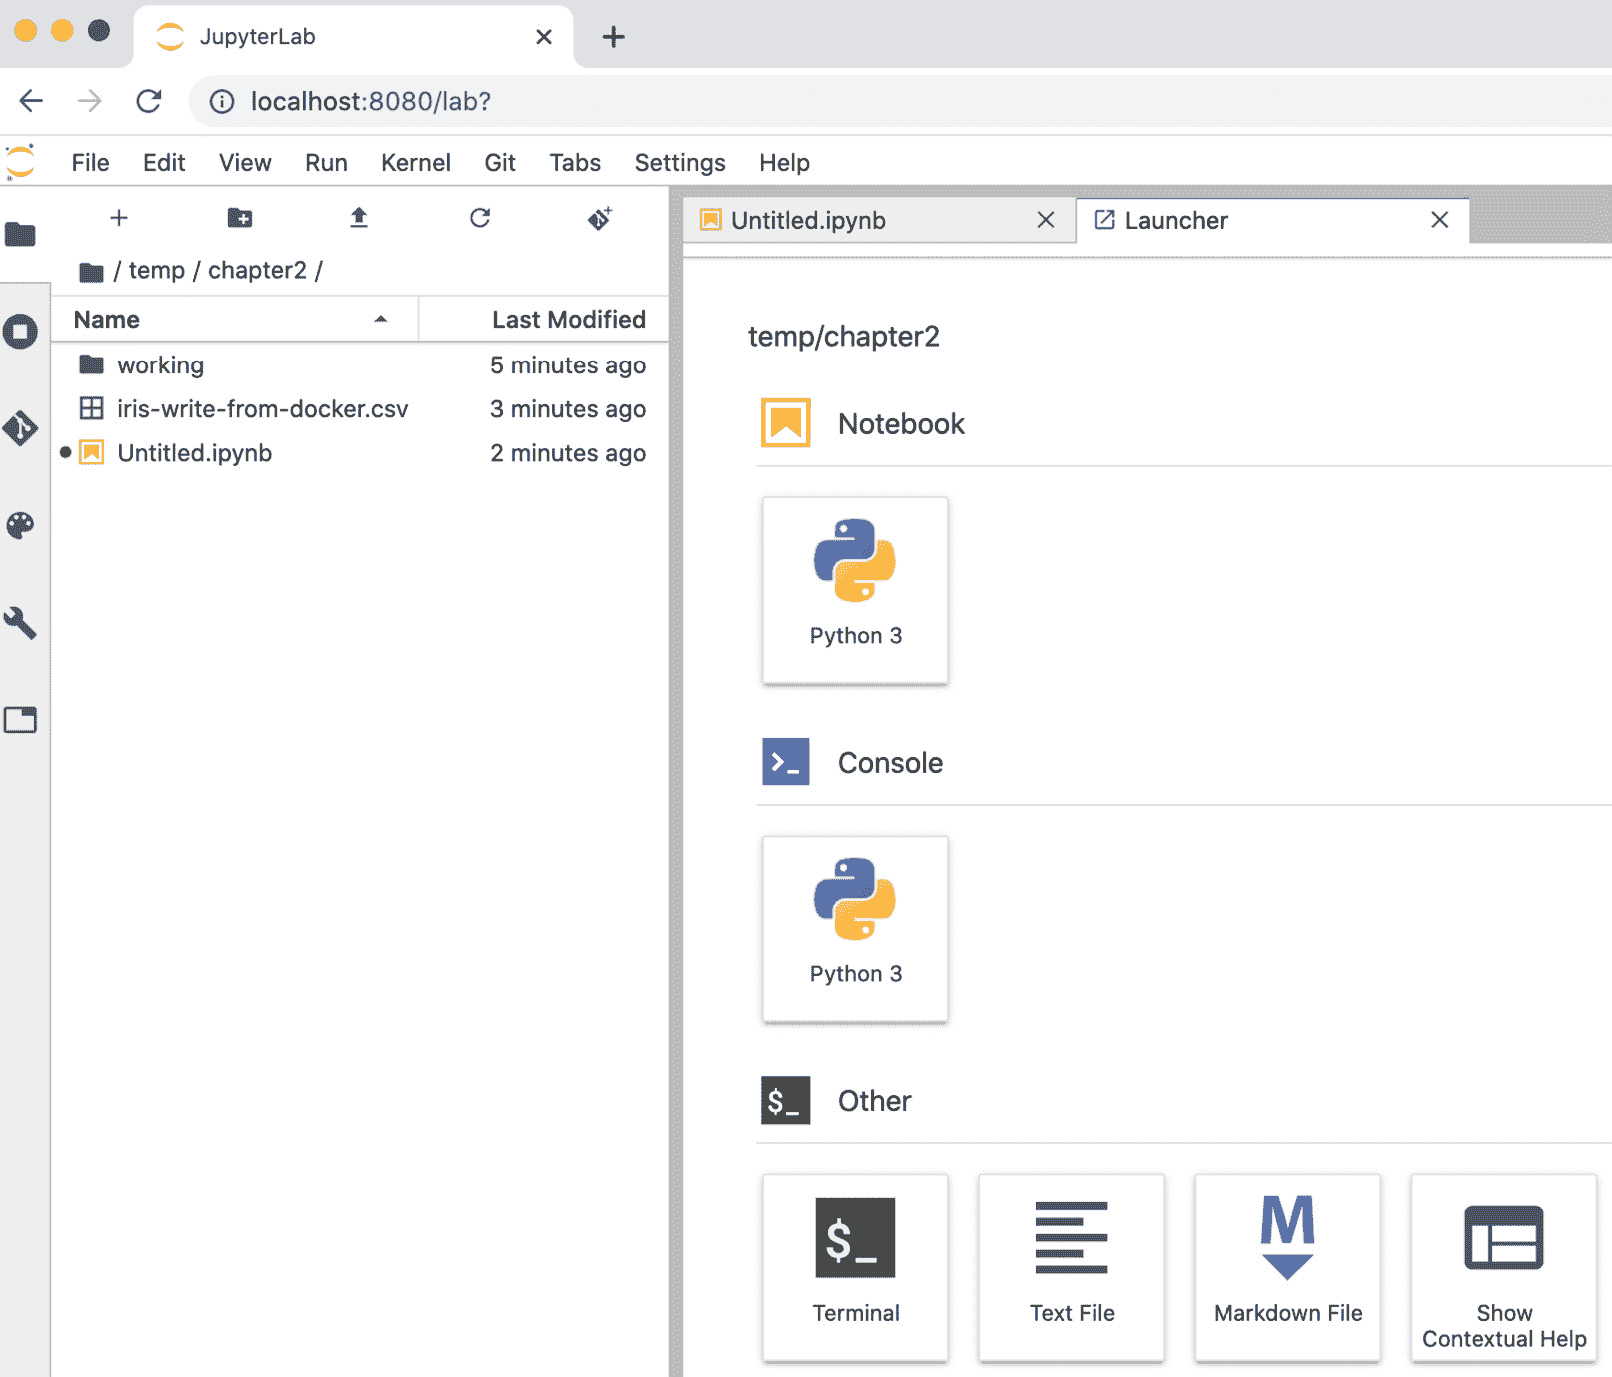 JupyterLab
localhost:8080/lab?
File Edit View Run Kernel Git Tabs Settings Help
/ temp / chapter2 /
Name Last Modified
working 5 minutes ago
iris-write-from-docker.csv 3 minutes ago
Untitled.ipynb 2 minutes ago
Untitled.ipynb Launcher
temp/chapter2
Notebook
Python 3
Console
Python 3
$_ Other
$_
Terminal
Text File
M
Markdown File
Show
Contextual Help